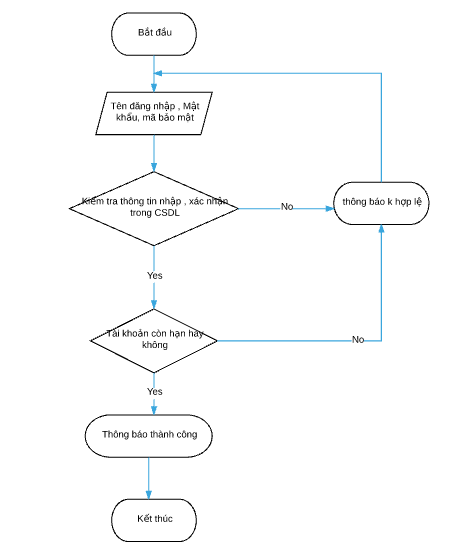 Bắt đầu
Tên đăng nhập , Mật
khẩu, mã bảo mật
Kiểm tra thông tin nhập , xác nhận
trong CSDL
No
thông báo k hợp lệ
Yes
Tài khoản còn hạn hay
không
No
Yes
Thông báo thành công
Kết thúc